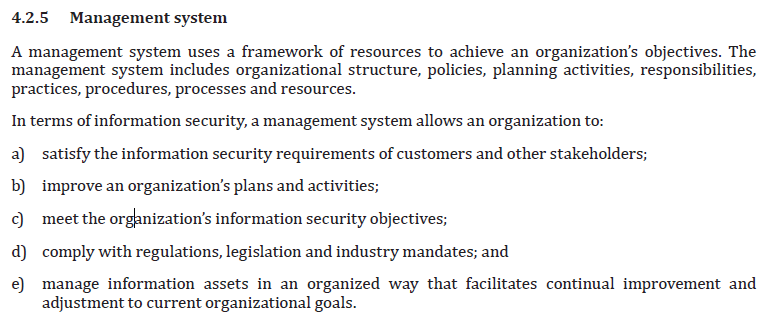 4.2.5 Management system
A management system uses a framework of resources to achieve an organization’s objectives. The
management system includes organizational structure, policies, planning activities, responsibilities,
practices, procedures, processes and resources.
In terms of information security, a management system allows an organization to:
a) satisfy the information security requirements of customers and other stakeholders;
b) improve an organization’s plans and activities;
c) meet the organization’s information security objectives;
d) comply with regulations, legislation and industry mandates; and
e) manage information assets in an organized way that facilitates continual improvement and
adjustment to current organizational goals.